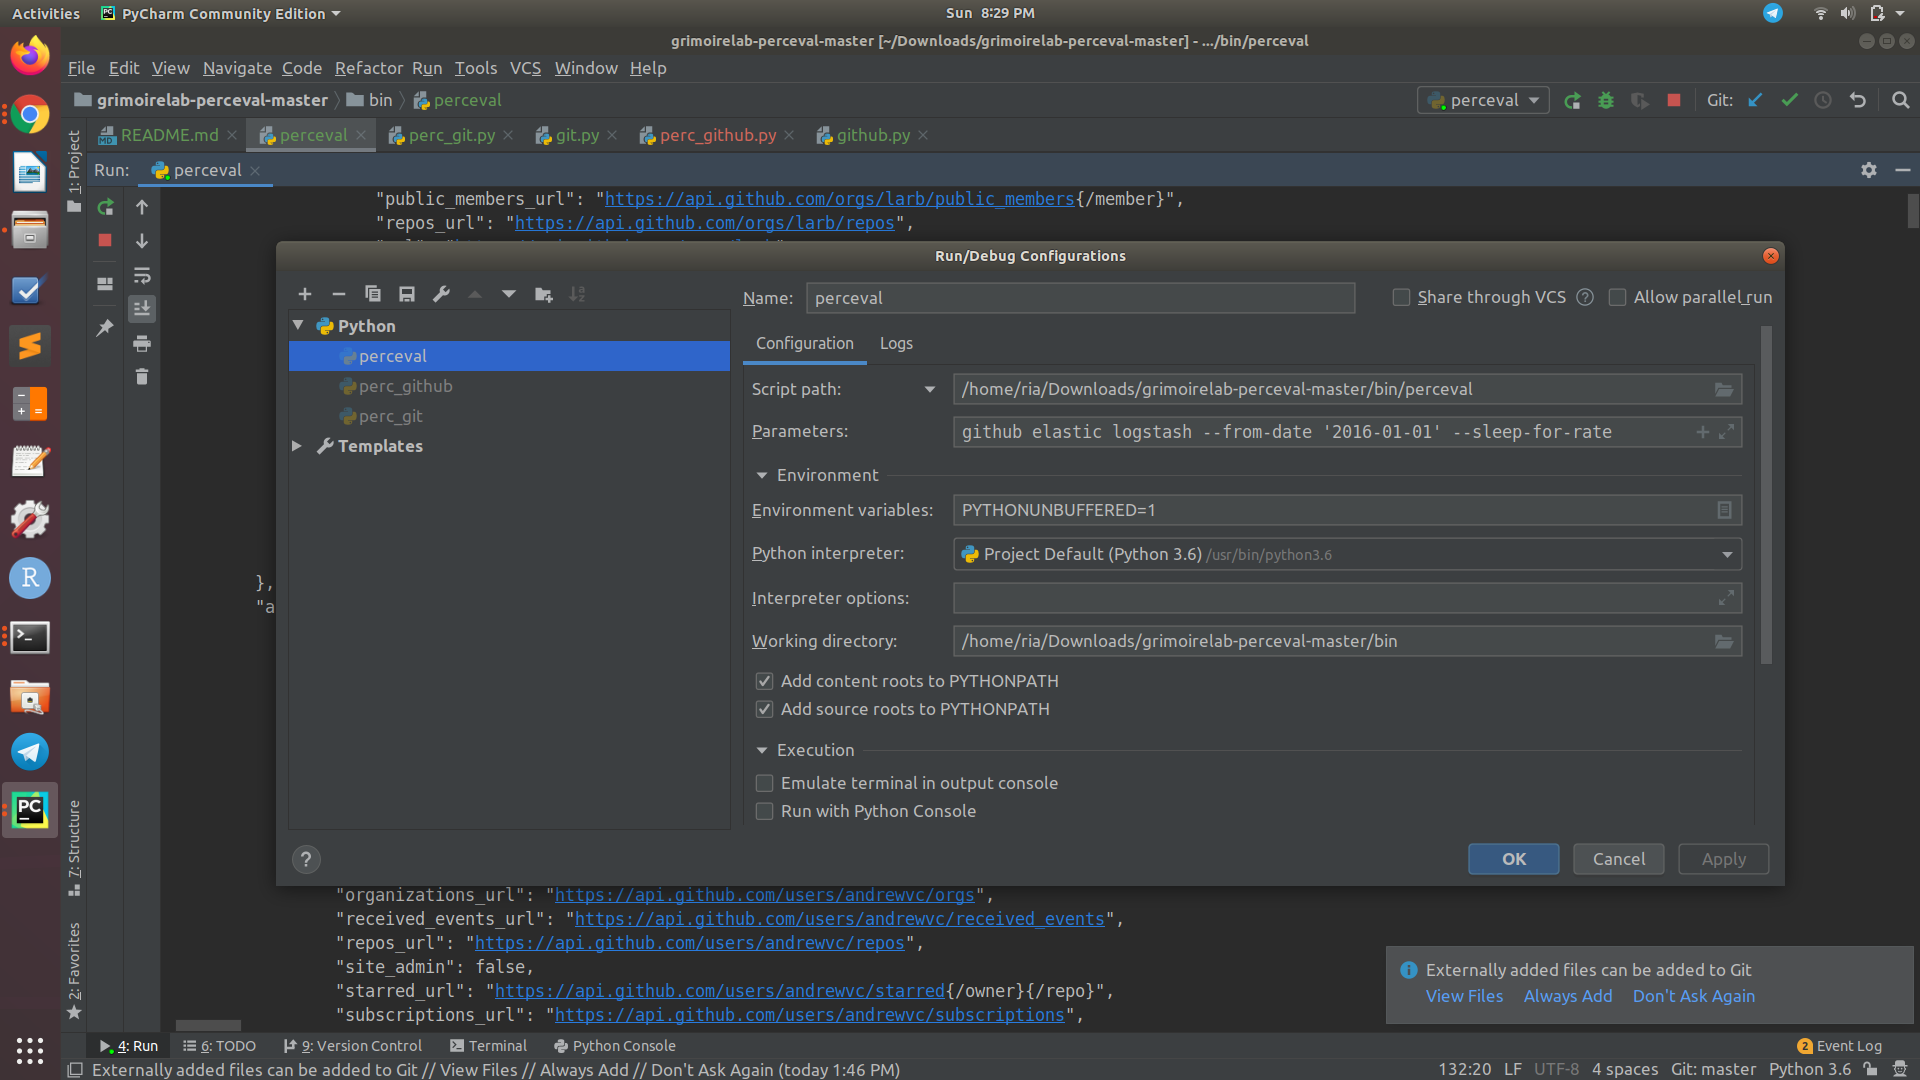 Activities
PyCharm Community Edition
Sun 8:29 PM
grimoirelab-perceval-master [~/Downloads/grimoirelab-perceval-master] - .../bin/perceval
File Edit View Navigate Code Refactor Run Tools VCS Window Help
grimoirelab-perceval-master bin perceval
perceval
Git:
README.md perceval perc_git.py git.py perc_github.py github.py
Run: perceval
1: Project
"public_members_url": "https://api.github.com/orgs/larb/public_members{/member}",
"repos_url": "https://api.github.com/orgs/larb/repos",
Run/Debug Configurations
Python
perceval
perc_github
perc_git
Templates
Name: perceval
Share through VCS
Allow parallel run
Configuration Logs
Script path: /home/ria/Downloads/grimoirelab-perceval-master/bin/perceval
Parameters: github elastic logstash --from-date '2016-01-01' --sleep-for-rate
Environment
Environment variables: PYTHONUNBUFFERED=1
Python interpreter: Project Default (Python 3.6) /usr/bin/python3.6
Interpreter options:
Working directory: /home/ria/Downloads/grimoirelab-perceval-master/bin
Add content roots to PYTHONPATH
Add source roots to PYTHONPATH
Execution
Emulate terminal in output console
Run with Python Console
OK Cancel Apply
?
},
"a
7: Structure
2: Favorites
"organizations_url": "https://api.github.com/users/andrewvc/orgs",
"received_events_url": "https://api.github.com/users/andrewvc/received_events",
"repos_url": "https://api.github.com/users/andrewvc/repos",
"site_admin": false,
"starred_url": "https://api.github.com/users/andrewvc/starred{/owner}{/repo}",
"subscriptions_url": "https://api.github.com/users/andrewvc/subscriptions",
Externally added files can be added to Git
View Files Always Add Don't Ask Again
4: Run 6: TODO 9: Version Control Terminal Python Console
2 Event Log
Externally added files can be added to Git // View Files // Always Add // Don't Ask Again (today 1:46 PM)
132:20 LF UTF-8 4 spaces Git: master Python 3.6